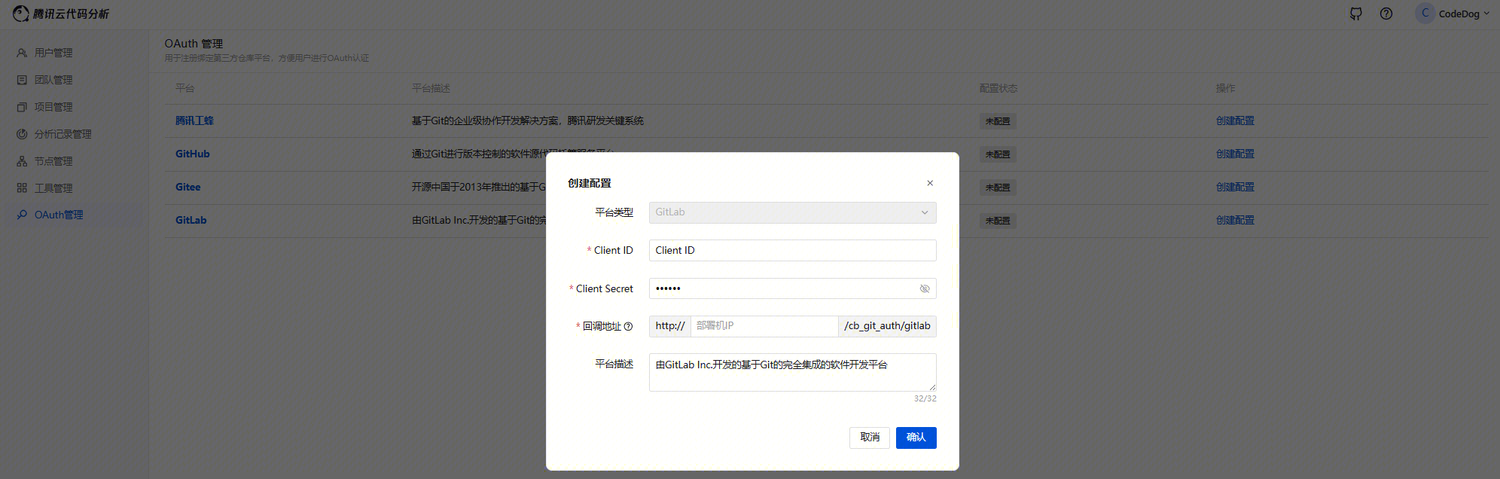 腾讯云代码分析
CodeDog
C
用户管理
团队管理
项目管理
分析记录管理
节点管理
工具管理
OAuth管理
OAuth 管理
用于注册绑定第三方仓库平台，方便用户进行OAuth认证
平台 平台描述 配置状态 操作
腾讯工蜂 基于Git的企业级协作开发解决方案，腾讯研发关键系统 未配置 创建配置
GitHub 通过Git进行版本控制的软件源代码托管服务平台 未配置 创建配置
Gitee 开源中国于2013年推出的基于G 未配置 创建配置
GitLab 由GitLab Inc.开发的基于Git的完 未配置 创建配置
创建配置
平台类型 GitLab
* Client ID Client ID
* Client Secret ••••••
* 回调地址 http:// 部署机IP /cb_git_auth/gitlab
平台描述 由GitLab Inc.开发的基于Git的完全集成的软件开发平台
32/32
取消 确认